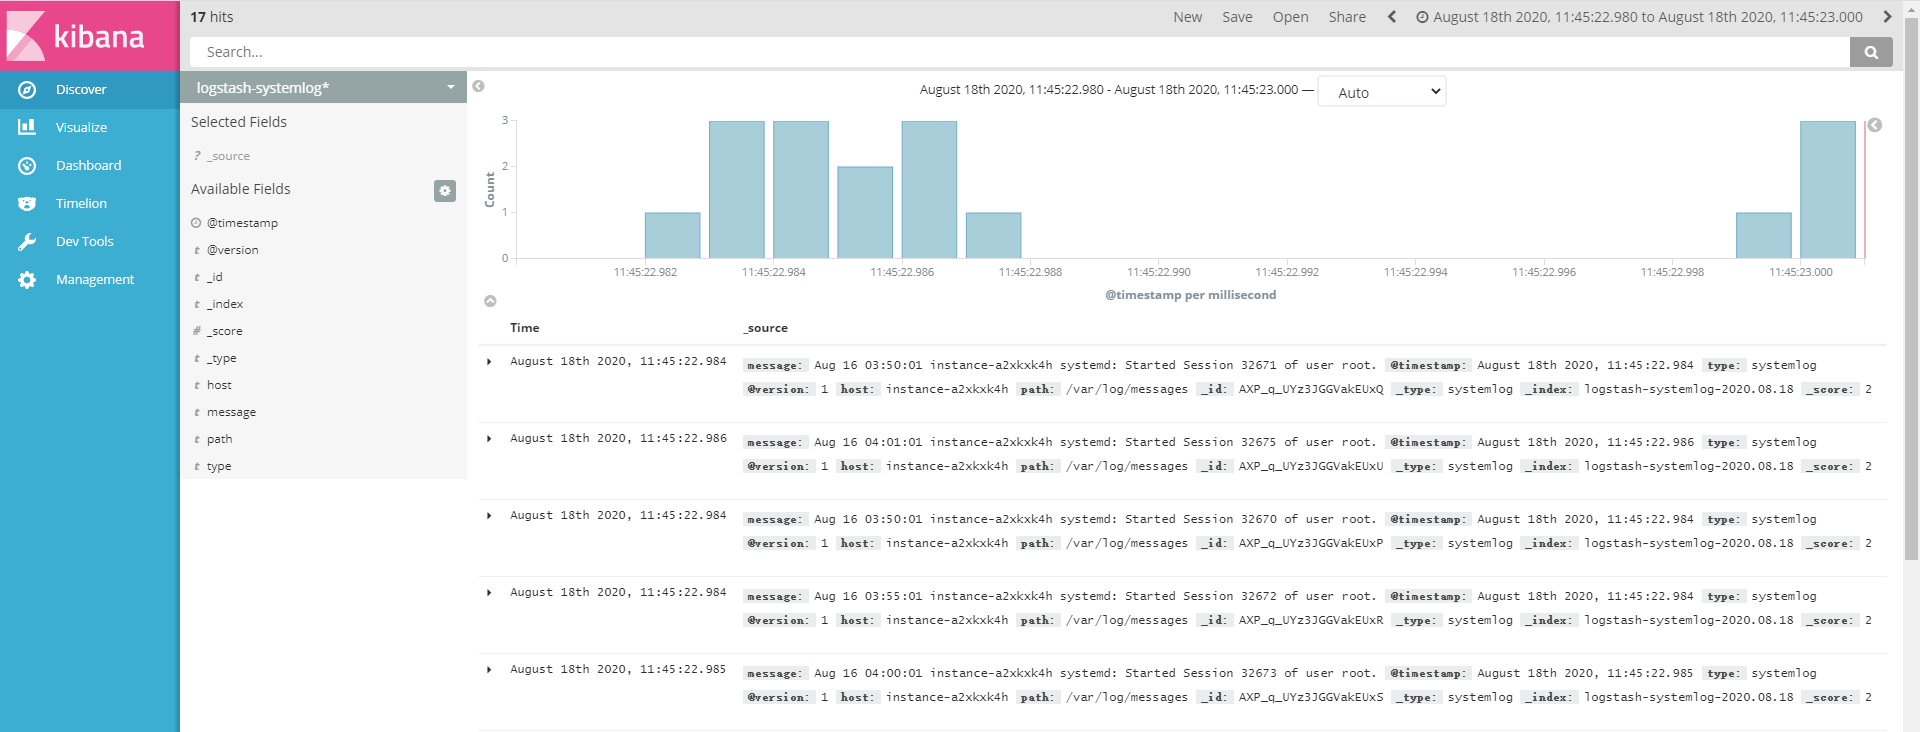 kibana
Discover
Visualize
Dashboard
Timelion
Dev Tools
Management
17 hits
New Save Open Share August 18th 2020, 11:45:22.980 to August 18th 2020, 11:45:23.000
Search...
logstash-systemlog*
Selected Fields
? _source
Available Fields
@timestamp
t @version
t _id
t _index
# _score
t _type
t host
t message
t path
t type
August 18th 2020, 11:45:22.980 - August 18th 2020, 11:45:23.000 — Auto
3
2
1
0
Count
11:45:22.982 11:45:22.984 11:45:22.986 11:45:22.988 11:45:22.990 11:45:22.992 11:45:22.994 11:45:22.996 11:45:22.998 11:45:23.000
@timestamp per millisecond
Time _source
August 18th 2020, 11:45:22.984 message: Aug 16 03:50:01 instance-a2xkxk4h systemd: Started Session 32671 of user root. @timestamp: August 18th 2020, 11:45:22.984 type: systemlog
@version: 1 host: instance-a2xkxk4h path: /var/log/messages _id: AXP_q_UYz3JGGVakEUxQ _type: systemlog _index: logstash-systemlog-2020.08.18 _score: 2
August 18th 2020, 11:45:22.986 message: Aug 16 04:01:01 instance-a2xkxk4h systemd: Started Session 32675 of user root. @timestamp: August 18th 2020, 11:45:22.986 type: systemlog
@version: 1 host: instance-a2xkxk4h path: /var/log/messages _id: AXP_q_UYz3JGGVakEUxU _type: systemlog _index: logstash-systemlog-2020.08.18 _score: 2
August 18th 2020, 11:45:22.984 message: Aug 16 03:50:01 instance-a2xkxk4h systemd: Started Session 32670 of user root. @timestamp: August 18th 2020, 11:45:22.984 type: systemlog
@version: 1 host: instance-a2xkxk4h path: /var/log/messages _id: AXP_q_UYz3JGGVakEUxP _type: systemlog _index: logstash-systemlog-2020.08.18 _score: 2
August 18th 2020, 11:45:22.984 message: Aug 16 03:55:01 instance-a2xkxk4h systemd: Started Session 32672 of user root. @timestamp: August 18th 2020, 11:45:22.984 type: systemlog
@version: 1 host: instance-a2xkxk4h path: /var/log/messages _id: AXP_q_UYz3JGGVakEUxR _type: systemlog _index: logstash-systemlog-2020.08.18 _score: 2
August 18th 2020, 11:45:22.985 message: Aug 16 04:00:01 instance-a2xkxk4h systemd: Started Session 32673 of user root. @timestamp: August 18th 2020, 11:45:22.985 type: systemlog
@version: 1 host: instance-a2xkxk4h path: /var/log/messages _id: AXP_q_UYz3JGGVakEUxS _type: systemlog _index: logstash-systemlog-2020.08.18 _score: 2